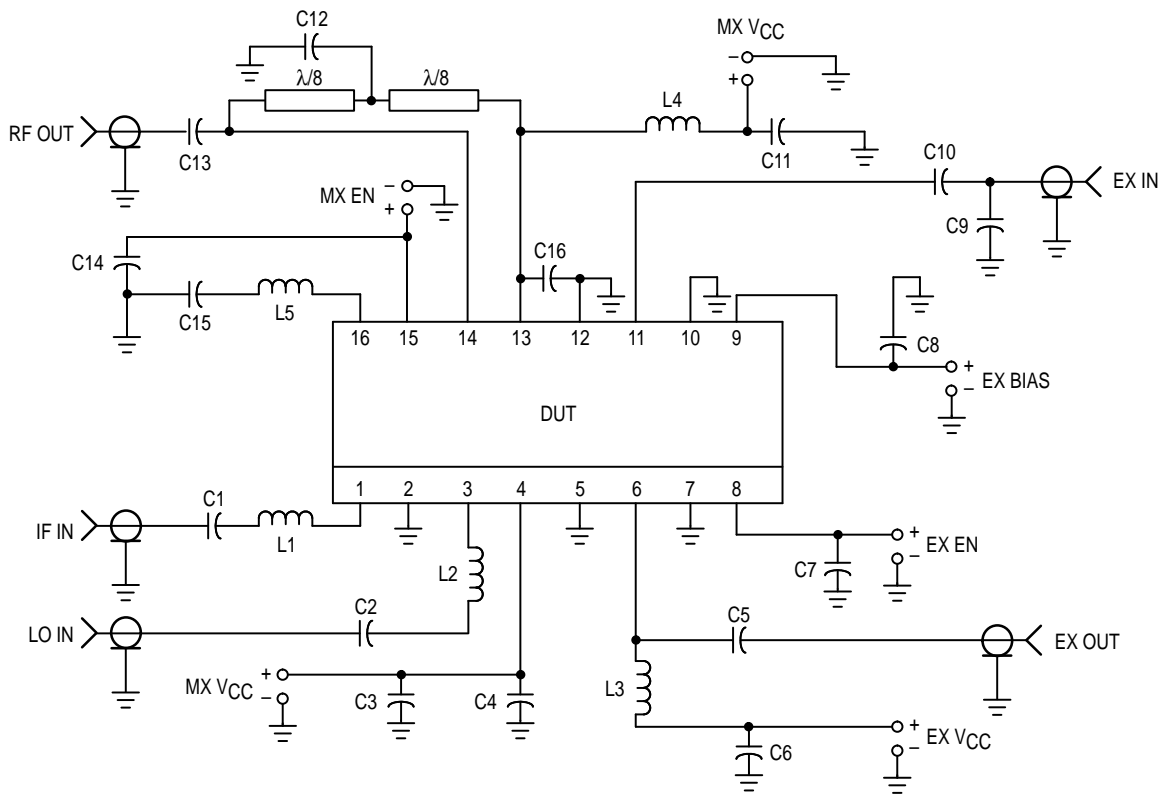 C12
MX VCC
–
+
λ/8
λ/8
L4
RF OUT
C13
C11
C10
EX IN
MX EN
–
+
C9
C14
C16
C15
L5
16 15 14 13 12 11 10 9
C8
+
–
EX BIAS
DUT
1 2 3 4 5 6 7 8
C1
IF IN
L1
+
–
EX EN
C7
L2
C2
C5
LO IN
EX OUT
+
–
MX VCC
C3
C4
L3
+
–
EX VCC
C6